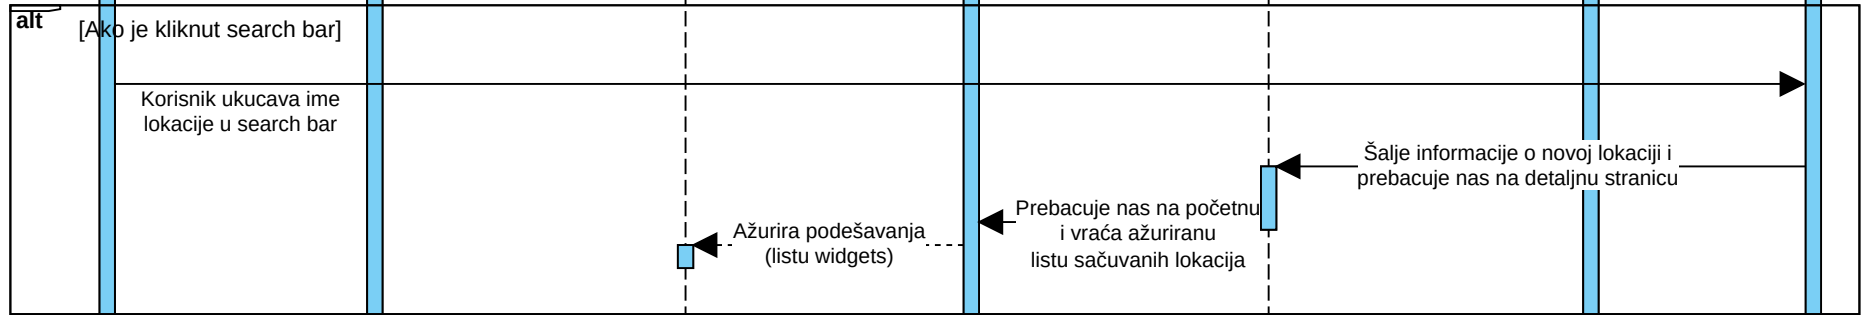 alt
[Ako je kliknut search bar]
Korisnik ukucava ime
lokacije u search bar
Šalje informacije o novoj lokaciji i
prebacuje nas na detaljnu stranicu
Prebacuje nas na početnu
i vraća ažuriranu
listu sačuvanih lokacija
Ažurira podešavanja
(listu widgets)